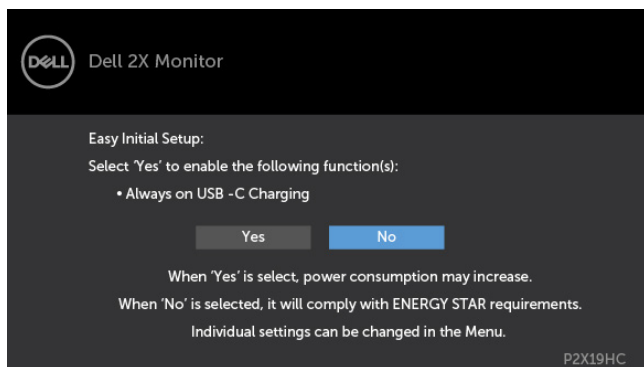 DELL
Dell 2X Monitor
Easy Initial Setup:
Select ‘Yes’ to enable the following function(s):
• Always on USB -C Charging
Yes
No
When ‘Yes’ is select, power consumption may increase.
When ‘No’ is selected, it will comply with ENERGY STAR requirements.
Individual settings can be changed in the Menu.
P2X19HC